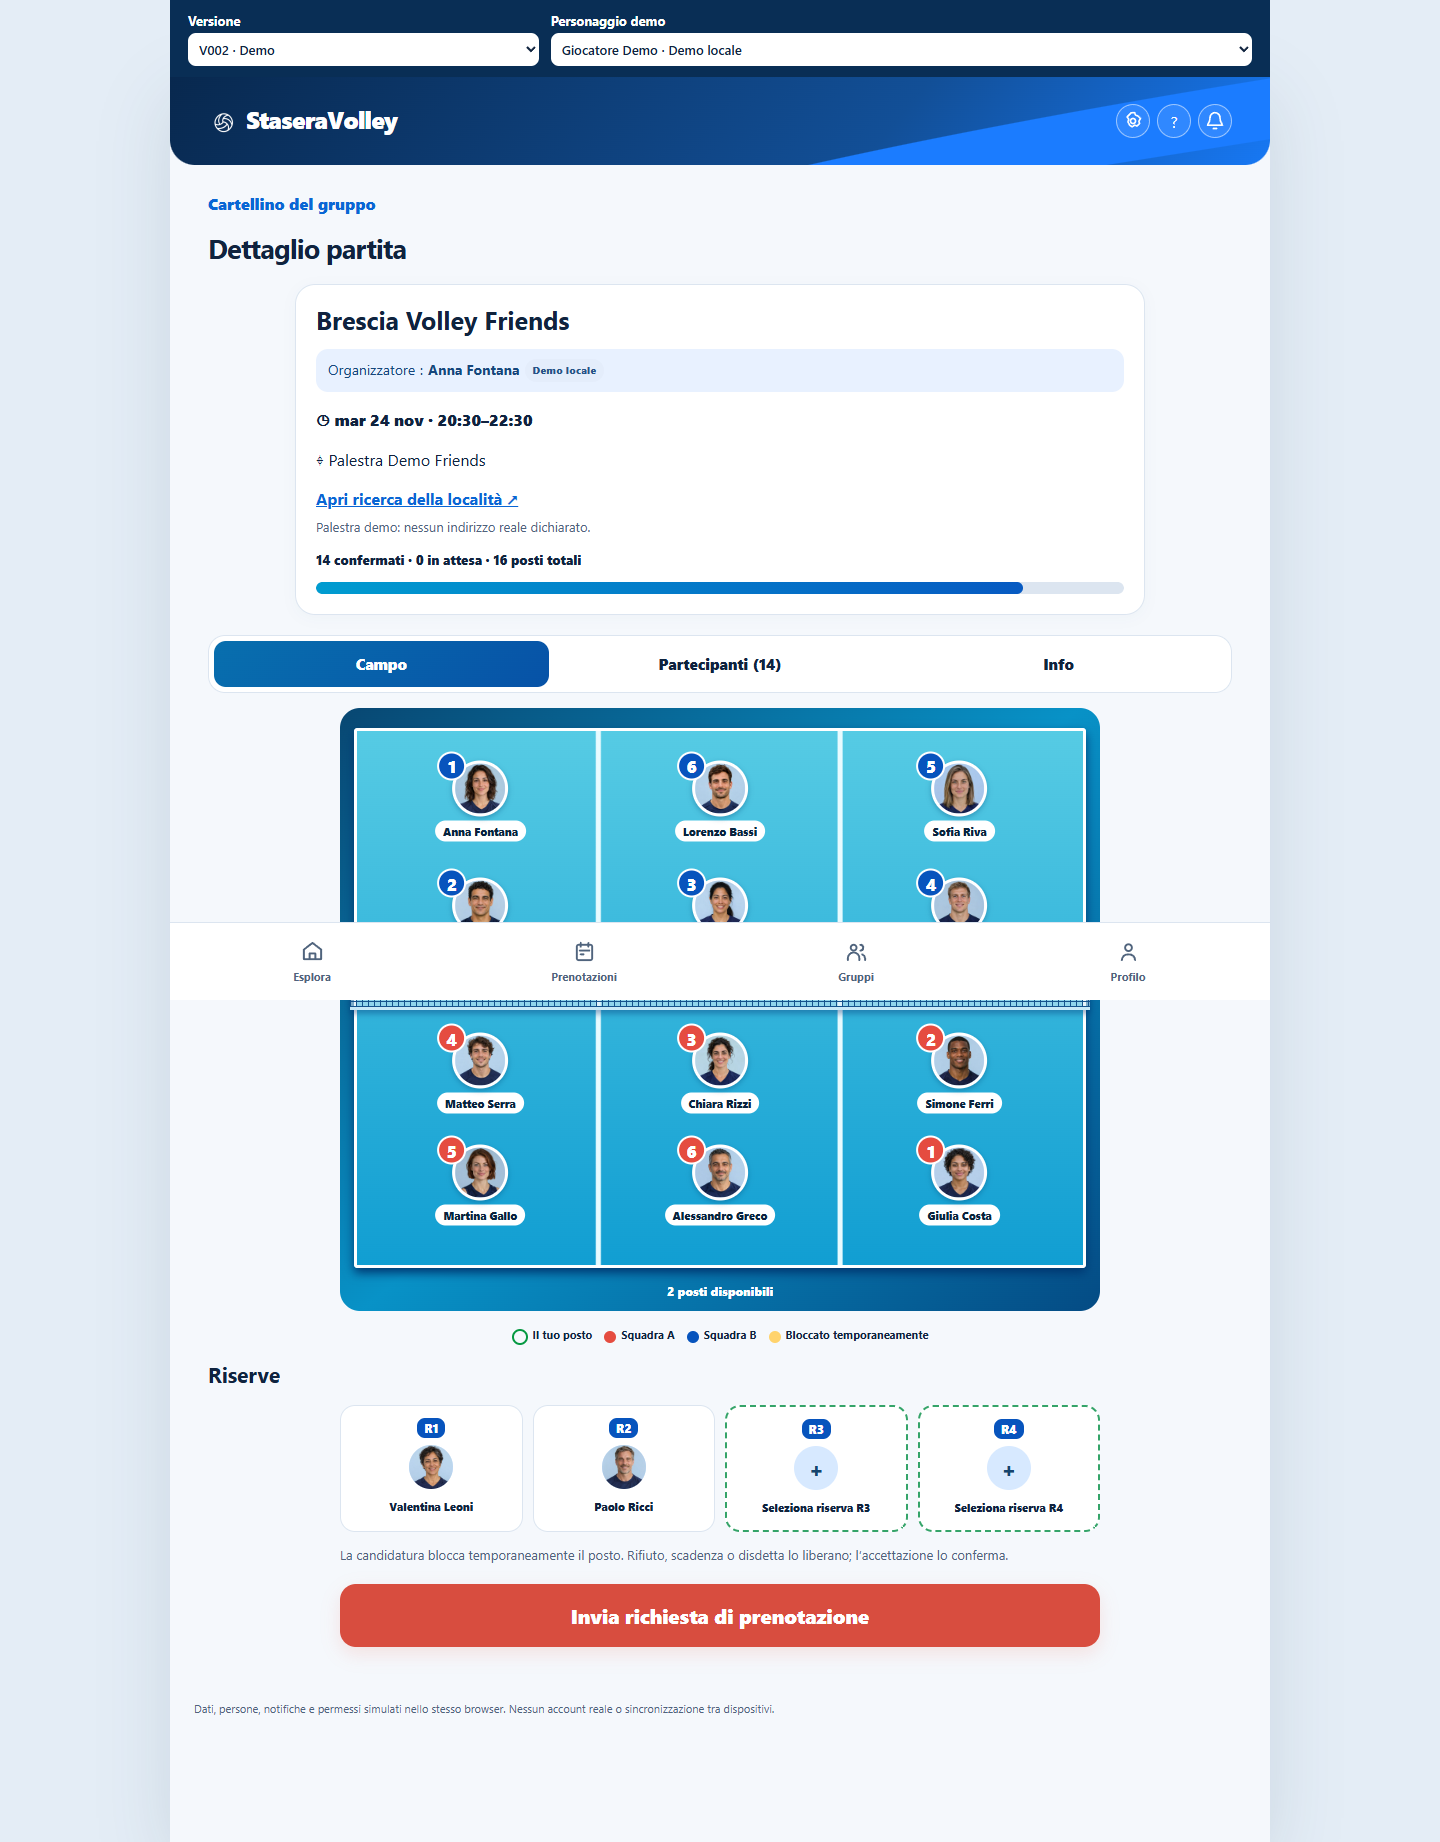 Versione
Personaggio demo
V002 · Demo
Giocatore Demo · Demo locale
StaseraVolley
?
Cartellino del gruppo
Dettaglio partita
Brescia Volley Friends
Organizzatore : Anna Fontana Demo locale
mar 24 nov · 20:30–22:30
Palestra Demo Friends
Apri ricerca della località ↗
Palestra demo: nessun indirizzo reale dichiarato.
14 confermati · 0 in attesa · 16 posti totali
Campo
Partecipanti (14)
Info
1
6
5
Anna Fontana
Lorenzo Bassi
Sofia Riva
2
3
4
Esplora
Prenotazioni
Gruppi
Profilo
4
3
2
Matteo Serra
Chiara Rizzi
Simone Ferri
5
6
1
Martina Gallo
Alessandro Greco
Giulia Costa
2 posti disponibili
Il tuo posto
Squadra A
Squadra B
Bloccato temporaneamente
Riserve
R1
R2
R3
R4
+
+
Valentina Leoni
Paolo Ricci
Seleziona riserva R3
Seleziona riserva R4
La candidatura blocca temporaneamente il posto. Rifiuto, scadenza o disdetta lo liberano; l'accettazione lo conferma.
Invia richiesta di prenotazione
Dati, persone, notifiche e permessi simulati nello stesso browser. Nessun account reale o sincronizzazione tra dispositivi.